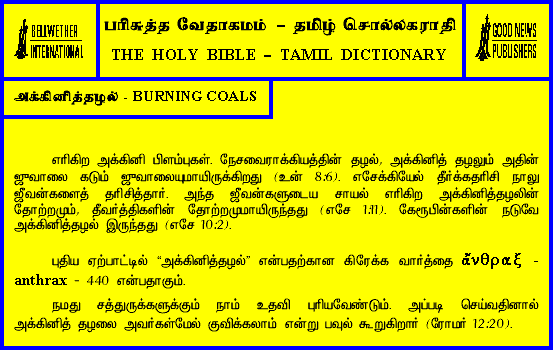 BELLWETHER
INTERNATIONAL
பரிசுத்த வேதாகமம் – தமிழ் சொல்லகராதி
THE HOLY BIBLE – TAMIL DICTIONARY
GOOD NEWS
PUBLISHERS
அக்கினித்தழல் - BURNING COALS
எரிகிற அக்கினி பிளம்புகள். நேசவைராக்கியத்தின் தழல், அக்கினித் தழலும் அதின்
ஜுவாலை கடும் ஜுவாலையுமாயிருக்கிறது (உன் 8:6). எசேக்கியேல் தீர்க்கதரிசி நாலு
ஜீவன்களைத் தரிசித்தார். அந்த ஜீவன்களுடைய சாயல் எரிகிற அக்கினித்தழலின்
தோற்றமும், தீவர்த்திகளின் தோற்றமுமாயிருந்தது (எசே 1:11). கேரூபின்களின் நடுவே
அக்கினித்தழல் இருந்தது (எசே 10:2).
புதிய ஏற்பாட்டில் “அக்கினித்தழல்” என்பதற்கான கிரேக்க வார்த்தை ἄνθραξ -
anthrax - 440 என்பதாகும்.
நமது சத்துருக்களுக்கும் நாம் உதவி புரியவேண்டும். அப்படி செய்வதினால்
அக்கினித் தழலை அவர்கள்மேல் குவிக்கலாம் என்று பவுல் கூறுகிறார் (ரோமர் 12:20).